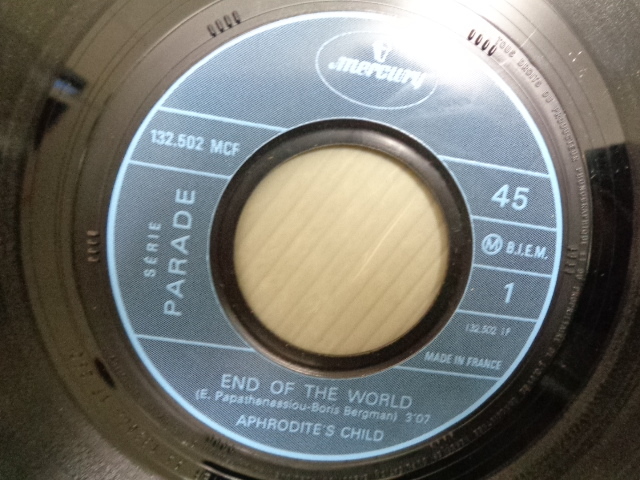 mercury
132.502 MCF
SÉRIE
PARADE
45
M B.I.E.M.
1
132.502 1F
MADE IN FRANCE
END OF THE WORLD
(E. Papathanassiou-Boris Bergman) 3'07
APHRODITE'S CHILD